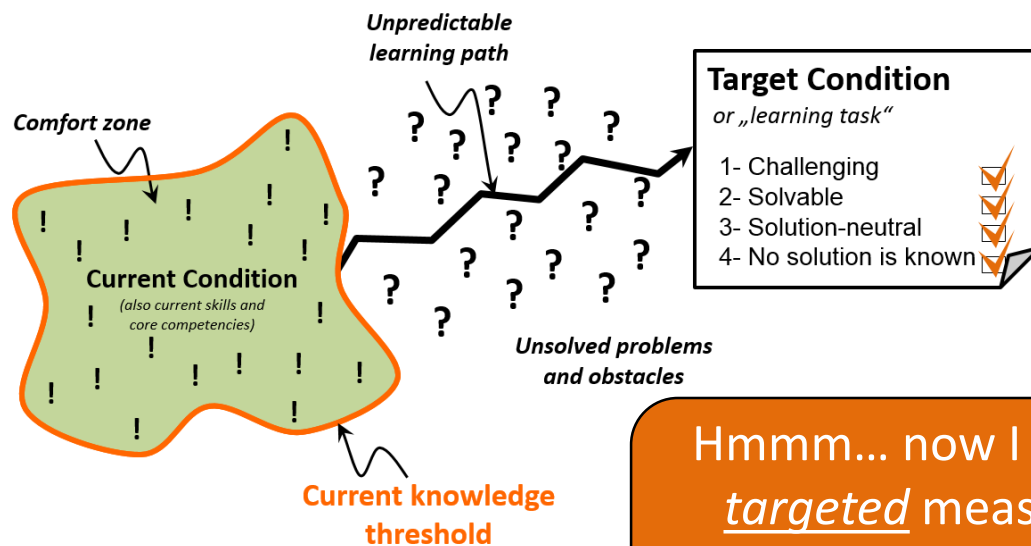 Unpredictable
learning path
Comfort zone
Target Condition
or „learning task“
1- Challenging
2- Solvable
3- Solution-neutral
4- No solution is known
Current Condition
(also current skills and
core competencies)
Unsolved problems
and obstacles
Current knowledge
threshold
Hmmm... now I
targeted meas